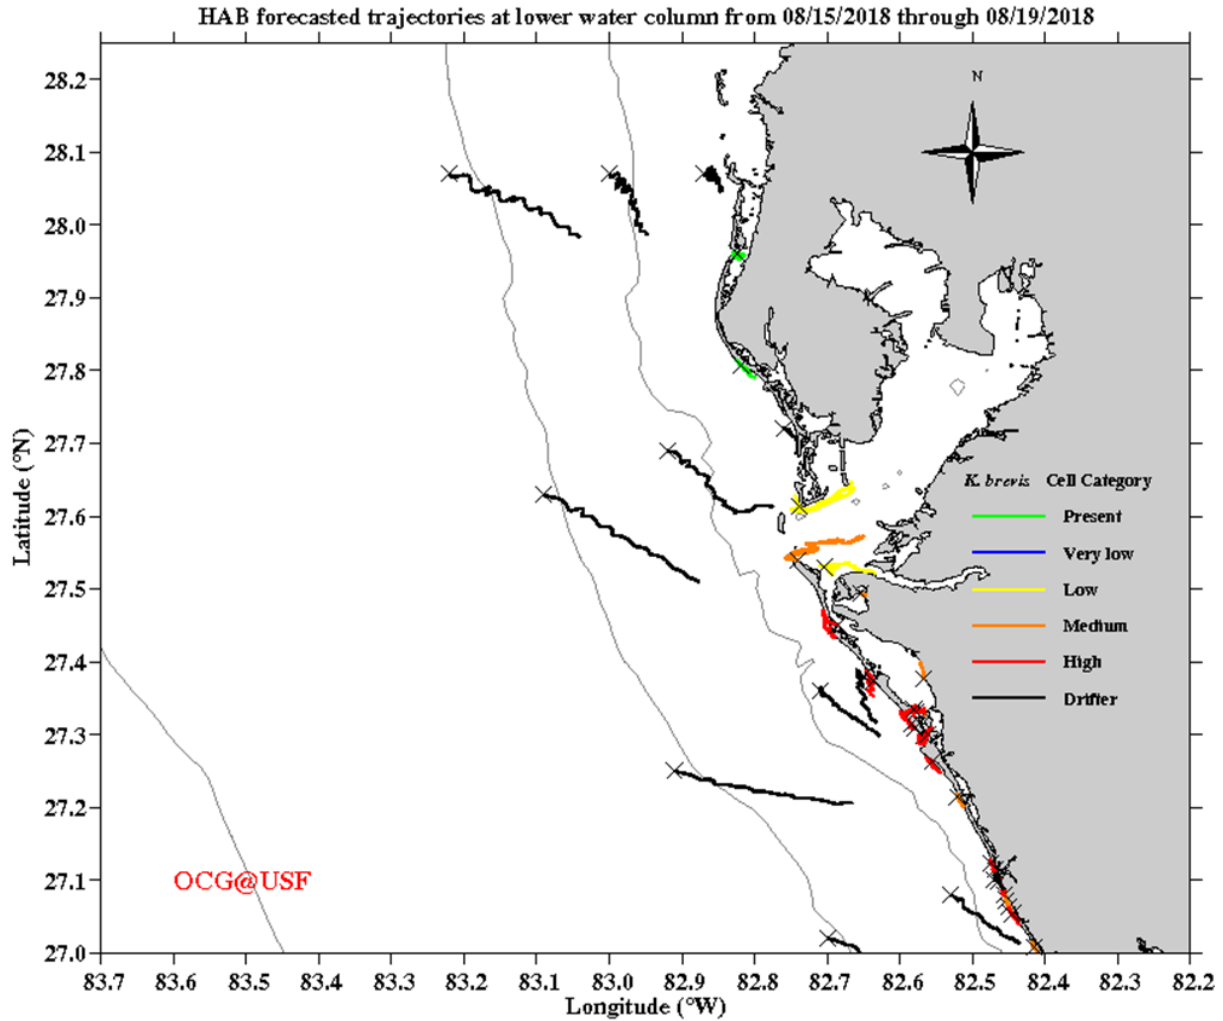 HAB forecasted trajectories at lower water column from 08/15/2018 through 08/19/2018
N
28.2
28.1
28.0
27.9
27.8
27.7
27.6
27.5
27.4
27.3
27.2
27.1
27.0
Latitude (°N)
K. brevis Cell Category
Present
Very low
Low
Medium
High
Drifter
OCG@USF
83.7 83.6 83.5 83.4 83.3 83.2 83.1 83.0 82.9 82.8 82.7 82.6 82.5 82.4 82.3 82.2
Longitude (°W)